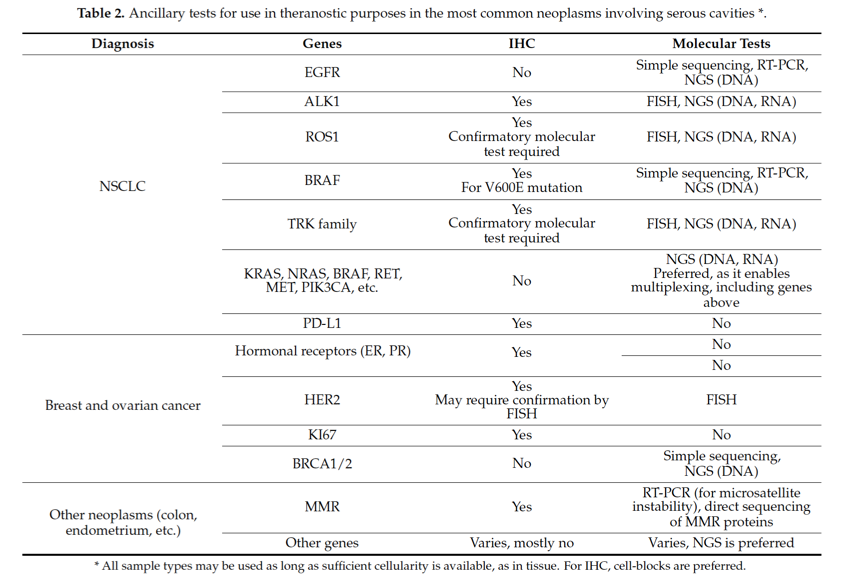 Table 2. Ancillary tests for use in theranostic purposes in the most common neoplasms involving serous cavities *.
Diagnosis Genes IHC Molecular Tests
NSCLC
EGFR
No
Simple sequencing, RT-PCR,
NGS (DNA)
ALK1
Yes
FISH, NGS (DNA, RNA)
ROS1
Yes
Confirmatory molecular
test required
FISH, NGS (DNA, RNA)
BRAF
Yes
For V600E mutation
Simple sequencing, RT-PCR,
NGS (DNA)
TRK family
Yes
Confirmatory molecular
test required
FISH, NGS (DNA, RNA)
KRAS, NRAS, BRAF, RET,
MET, PIK3CA, etc.
No
NGS (DNA, RNA)
Preferred, as it enables
multiplexing, including genes
above
PD-L1
Yes
No
Breast and ovarian cancer
Hormonal receptors (ER, PR)
Yes
No
No
HER2
Yes
May require confirmation by
FISH
FISH
KI67
Yes
No
BRCA1/2
No
Simple sequencing,
NGS (DNA)
Other neoplasms (colon,
endometrium, etc.)
MMR
Yes
RT-PCR (for microsatellite
instability), direct sequencing
of MMR proteins
Other genes
Varies, mostly no
Varies, NGS is preferred
* All sample types may be used as long as sufficient cellularity is available, as in tissue. For IHC, cell-blocks are preferred.